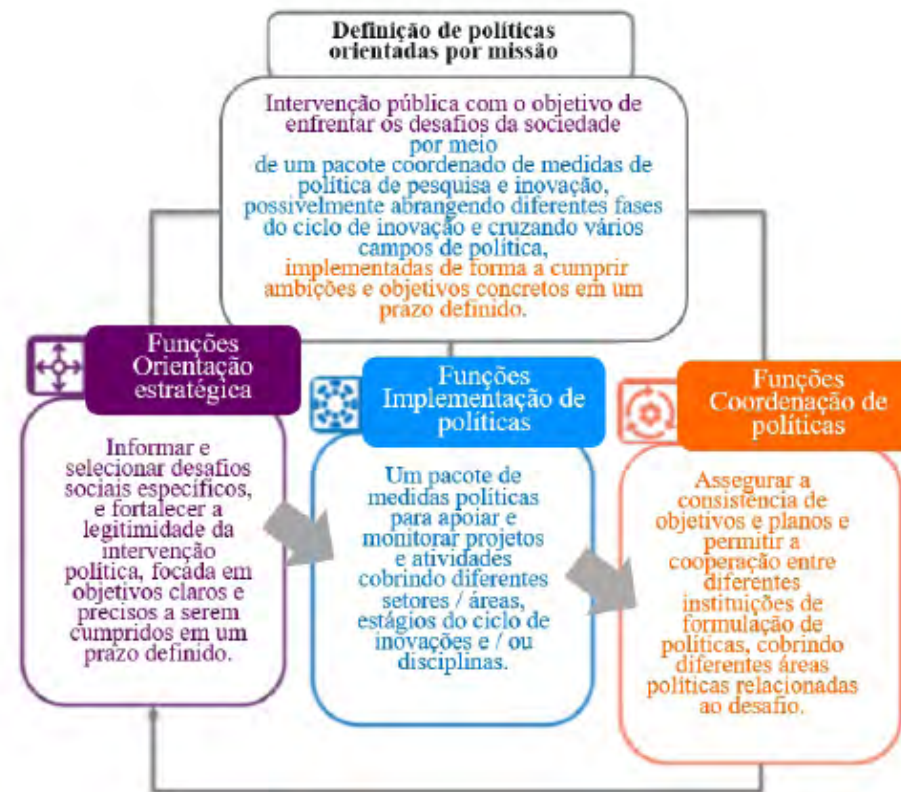 Definição de políticas
orientadas por missão
Intervenção pública com o objetivo de
enfrentar os desafios da sociedade
por meio
de um pacote coordenado de medidas de
política de pesquisa e inovação,
possivelmente abrangendo diferentes fases
do ciclo de inovação e cruzando vários
campos de política,
implementadas de forma a cumprir
ambições e objetivos concretos em um
prazo definido.
Funções
Orientação
estratégica
Informar e
selecionar desafios
sociais específicos,
e fortalecer a
legitimidade da
intervenção
política, focada em
objetivos claros e
precisos a serem
cumpridos em um
prazo definido.
Funções
Implementação de
políticas
Um pacote de
medidas políticas
para apoiar e
monitorar projetos
e atividades
cobrindo diferentes
setores / áreas,
estágios do ciclo de
inovações e / ou
disciplinas.
Funções
Coordenação de
políticas
Assegurar a
consistência de
objetivos e planos e
permitir a
cooperação entre
diferentes
instituições de
formulação de
políticas, cobrindo
diferentes áreas
políticas relacionadas
ao desafio.